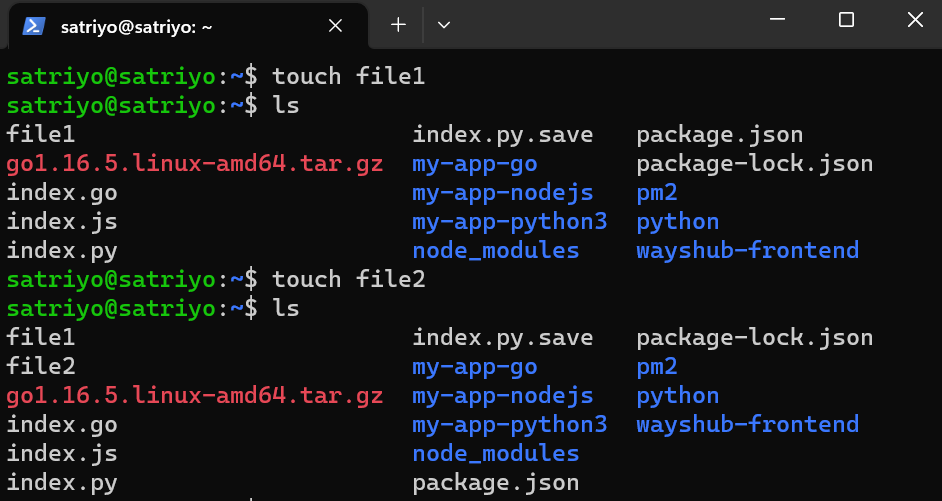 satriyo@satriyo: ~
satriyo@satriyo:~$ touch file1
satriyo@satriyo:~$ ls
file1 index.py.save package.json
go1.16.5.linux-amd64.tar.gz my-app-go package-lock.json
index.go my-app-nodejs pm2
index.js my-app-python3 python
index.py node_modules wayshub-frontend
satriyo@satriyo:~$ touch file2
satriyo@satriyo:~$ ls
file1 index.py.save package-lock.json
file2 my-app-go pm2
go1.16.5.linux-amd64.tar.gz my-app-nodejs python
index.go my-app-python3 wayshub-frontend
index.js node_modules
index.py package.json